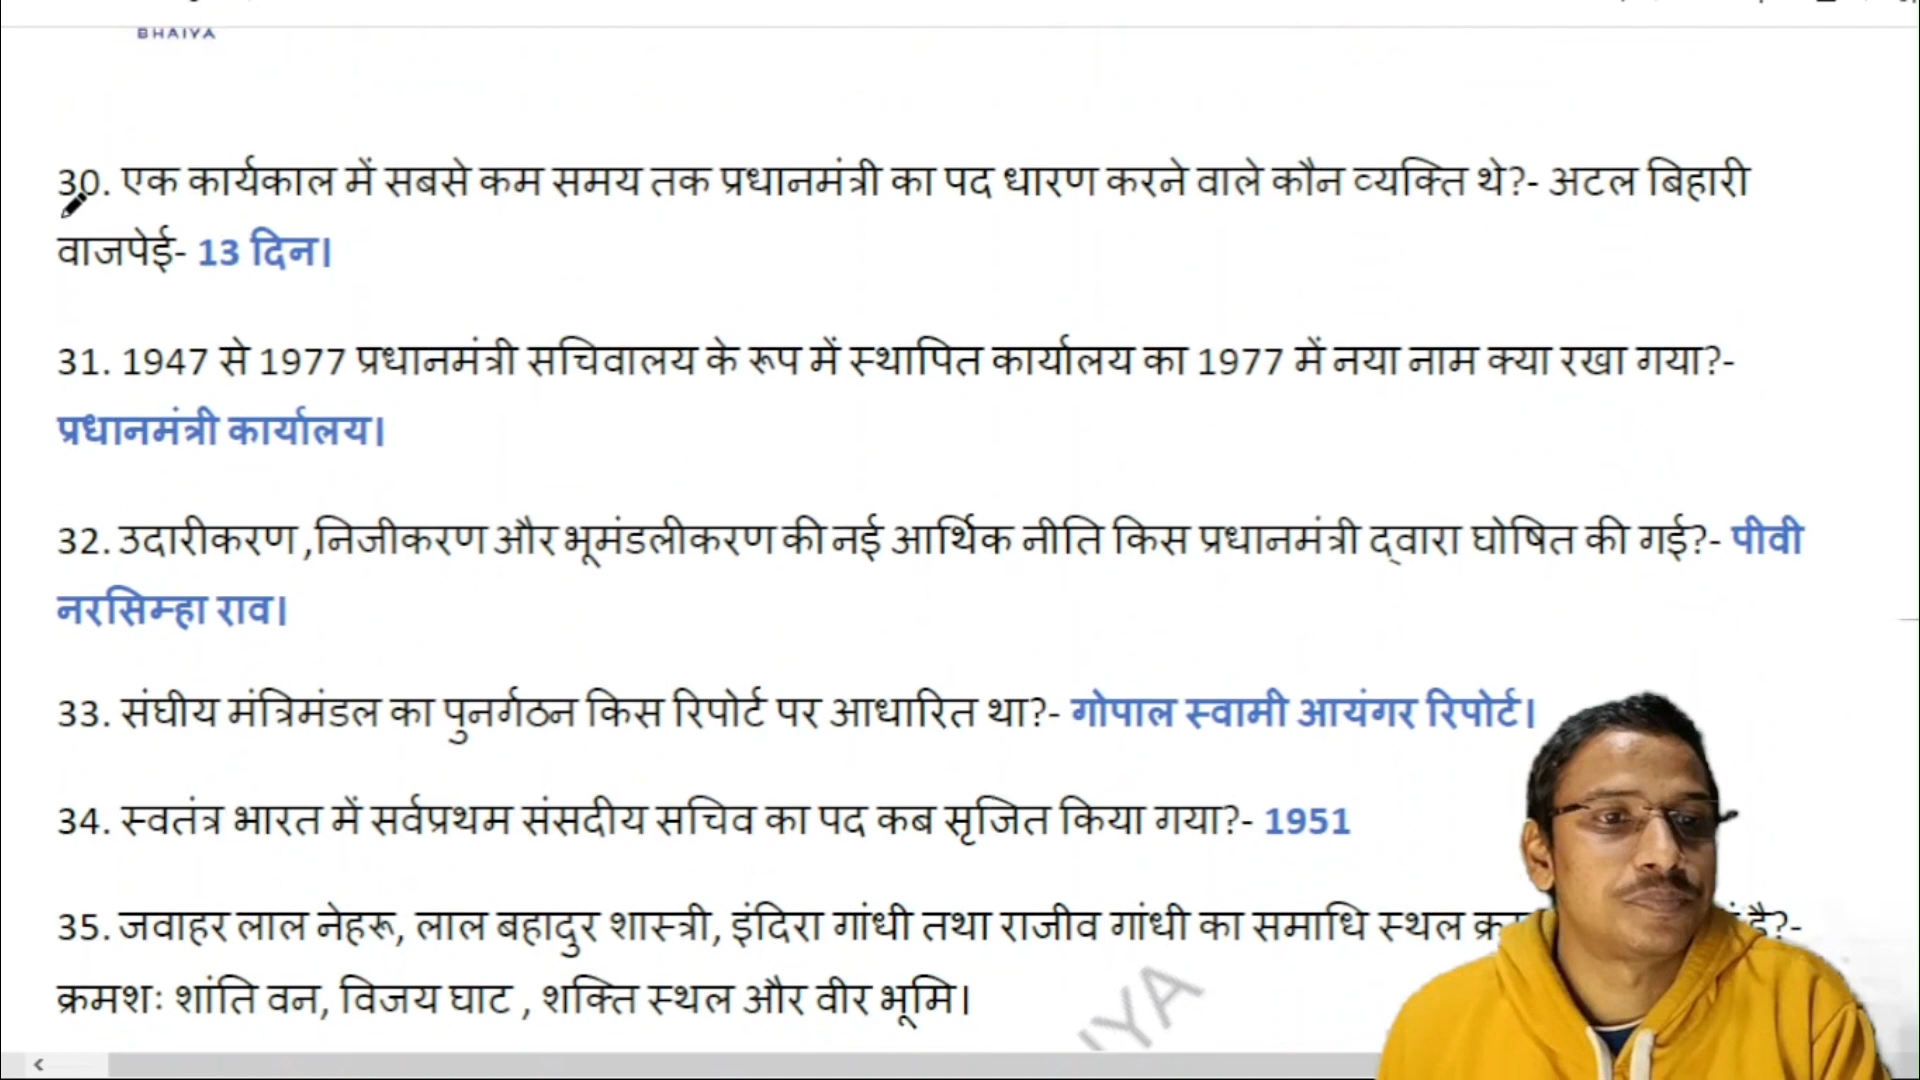 BHAIYA
30. एक कार्यकाल में सबसे कम समय तक प्रधानमंत्री का पद धारण करने वाले कौन व्यक्ति थे?- अटल बिहारी
वाजपेई- 13 दिन।
31. 1947 से 1977 प्रधानमंत्री सचिवालय के रूप में स्थापित कार्यालय का 1977 में नया नाम क्या रखा गया?-
प्रधानमंत्री कार्यालय।
32. उदारीकरण ,निजीकरण और भूमंडलीकरण की नई आर्थिक नीति किस प्रधानमंत्री द्वारा घोषित की गई?- पीवी
नरसिम्हा राव।
33. संघीय मंत्रिमंडल का पुनर्गठन किस रिपोर्ट पर आधारित था?- गोपाल स्वामी आयंगर रिपोर्ट।
34. स्वतंत्र भारत में सर्वप्रथम संसदीय सचिव का पद कब सृजित किया गया?- 1951
35. जवाहर लाल नेहरू, लाल बहादुर शास्त्री, इंदिरा गांधी तथा राजीव गांधी का समाधि स्थल है?-
क्रमशः शांति वन, विजय घाट , शक्ति स्थल और वीर भूमि।